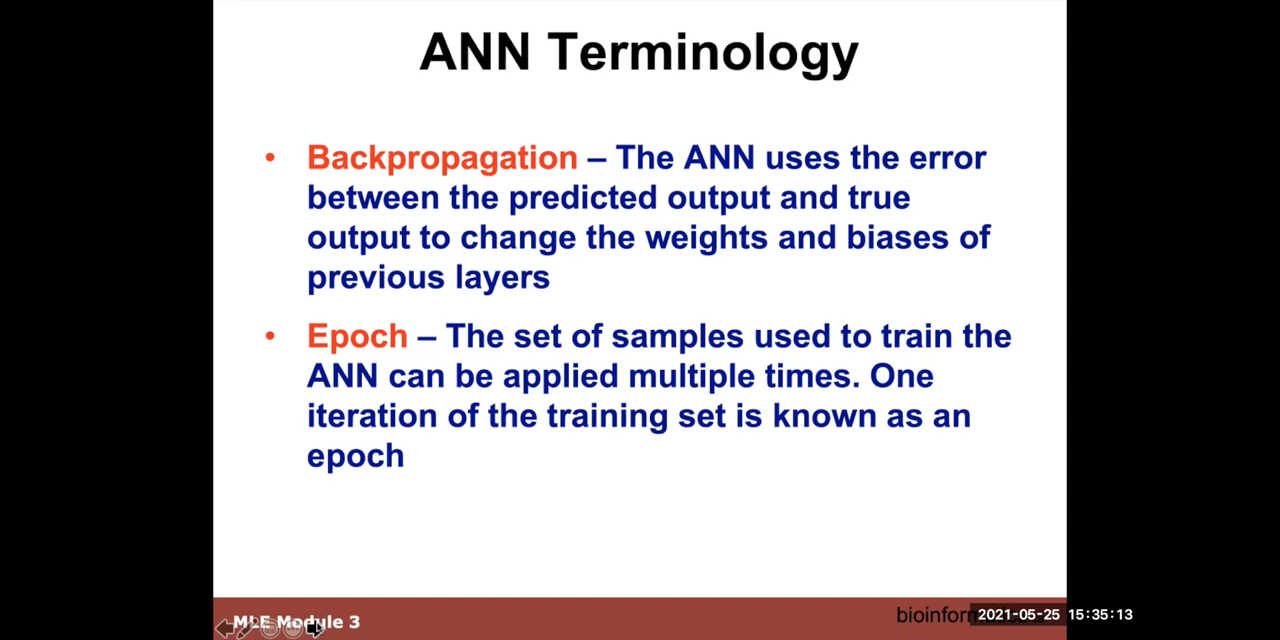 ANN Terminology
• Backpropagation – The ANN uses the error
between the predicted output and true
output to change the weights and biases of
previous layers
• Epoch – The set of samples used to train the
ANN can be applied multiple times. One
iteration of the training set is known as an
epoch
MLE Module 3
2021-05-25 15:35:13